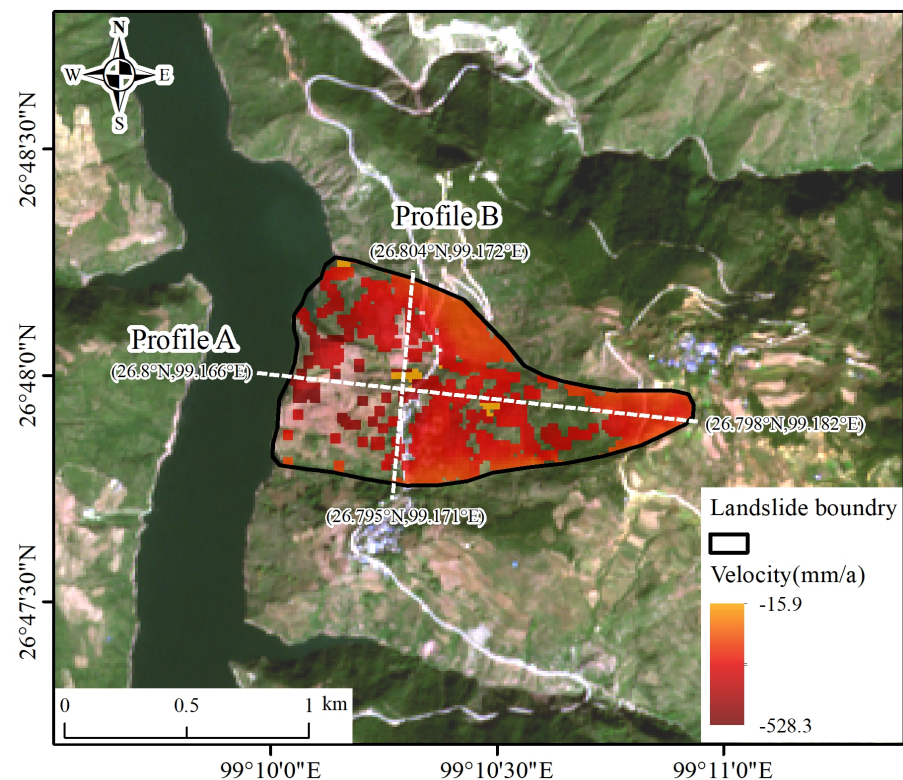 N
W E
S
26°48'30"N
Profile B
(26.804°N,99.172°E)
Profile A
(26.8°N,99.166°E)
26°48'0"N
(26.798°N,99.182°E)
(26.795°N,99.171°E)
Landslide boundry
Velocity(mm/a)
-15.9
-528.3
26°47'30"N
0 0.5 1 km
99°10'0"E 99°10'30"E 99°11'0"E